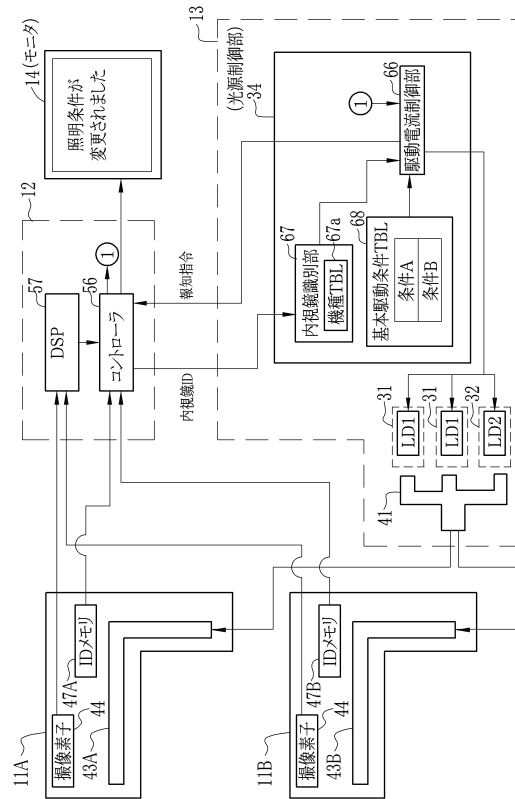 11A
撮像素子
44
43A
IDメモリ
47A
11B
撮像素子
44
43B
IDメモリ
47B
12
57
DSP
56
コントローラ
①
14(モニタ)
照明条件が
変更されました
内視鏡ID
報知指令
13
(光源制御部)
34
67
内視鏡識別部
67a
機種TBL
①
66
駆動電流制御部
68
基本駆動条件TBL
条件A
条件B
41
31
LD1
31
LD1
32
LD2